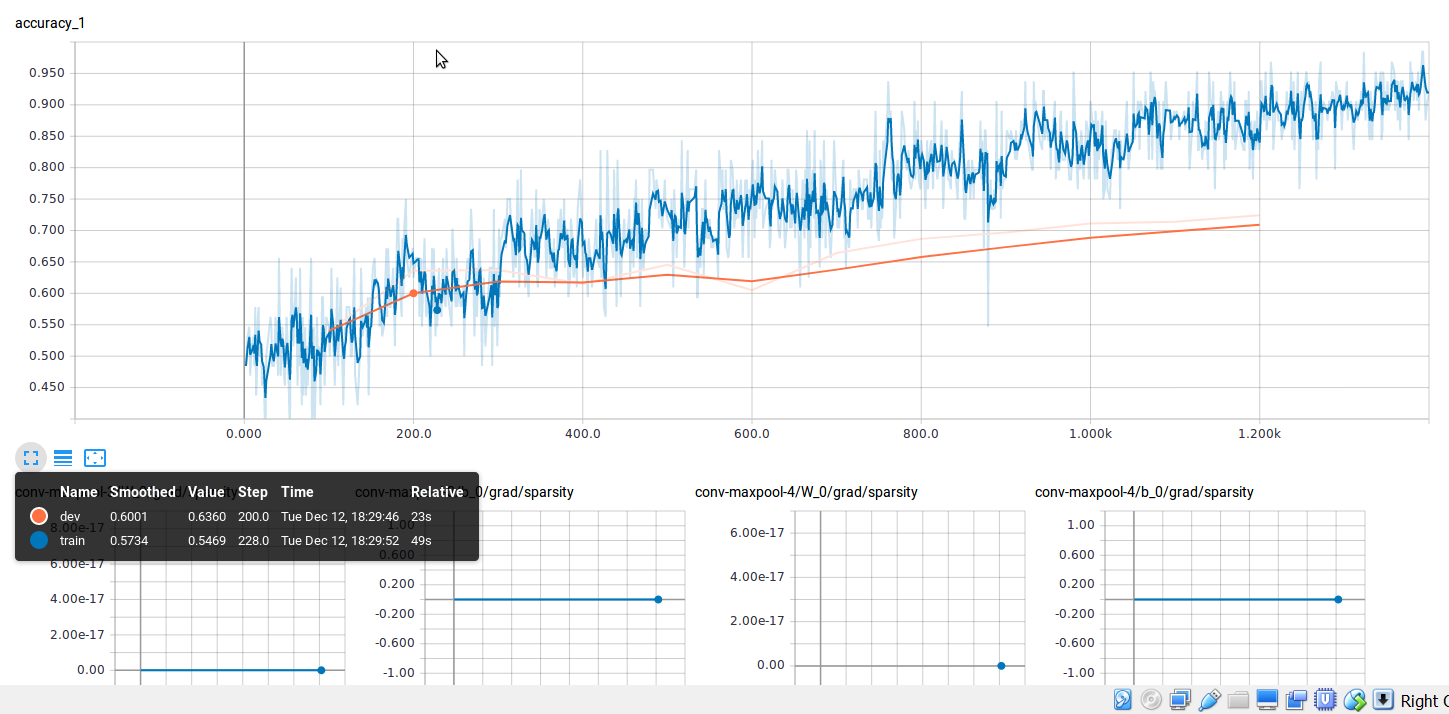 accuracy_1
0.950
0.900
0.850
0.800
0.750
0.700
0.650
0.600
0.550
0.500
0.450
0.000 200.0 400.0 600.0 800.0 1.000k 1.200k
conv-maxpool-4/W_0/grad/sparsity
conv-maxpool-4/b_0/grad/sparsity
Name Smoothed Value Step Time Relative
dev 0.6001 0.6360 200.0 Tue Dec 12, 18:29:46 23s
train 0.5734 0.5469 228.0 Tue Dec 12, 18:29:52 49s
conv-ma b_0/grad/sparsity
8.00e-17
6.00e-17
4.00e-17
2.00e-17
0.00
1.00
0.600
0.200
-0.200
-0.600
-1.00
6.00e-17
4.00e-17
2.00e-17
0.00
1.00
0.600
0.200
-0.200
-0.600
-1.00
Right